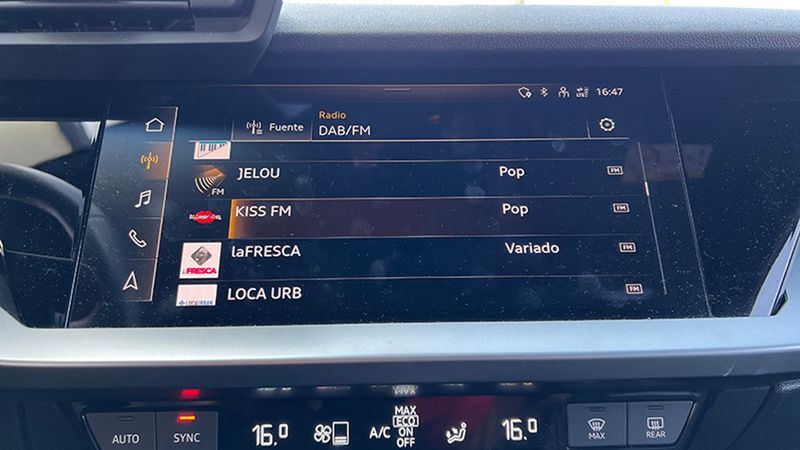 16:47
Fuente
Radio
DAB/FM
JELOU Pop FM
FM
KISS FM Pop FM
laFRESCA Variado FM
LAFRESCA
LOCA URB FM
AUTO SYNC 16.0 A/C MAX ECO ON OFF 16.0 MAX REAR